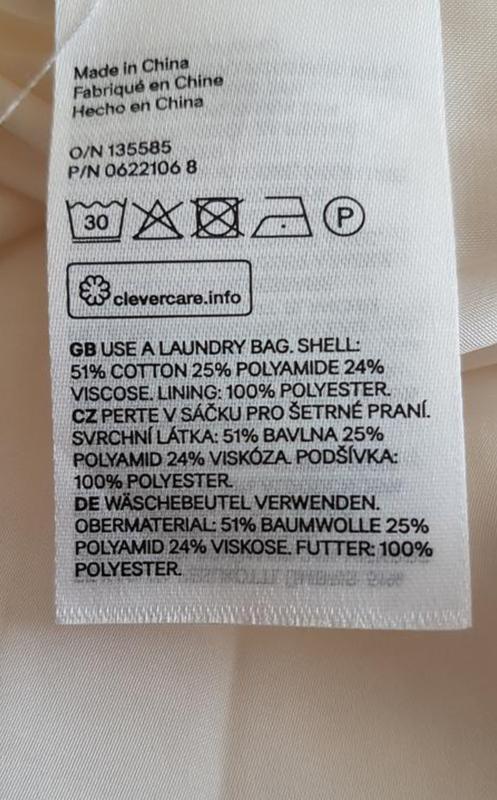 Made in China
Fabriqué en Chine
Hecho en China
O/N 135585
P/N 0622106 8
30
P
clevercare.info
GB USE A LAUNDRY BAG. SHELL:
51% COTTON 25% POLYAMIDE 24%
VISCOSE. LINING: 100% POLYESTER.
CZ PERTE V SÁČKU PRO ŠETRNÉ PRANÍ.
SVRCHNÍ LÁTKA: 51% BAVLNA 25%
POLYAMID 24% VISKÓZA. PODŠÍVKA:
100% POLYESTER.
DE WÄSCHEBEUTEL VERWENDEN.
OBERMATERIAL: 51% BAUMWOLLE 25%
POLYAMID 24% VISKOSE. FUTTER: 100%
POLYESTER.